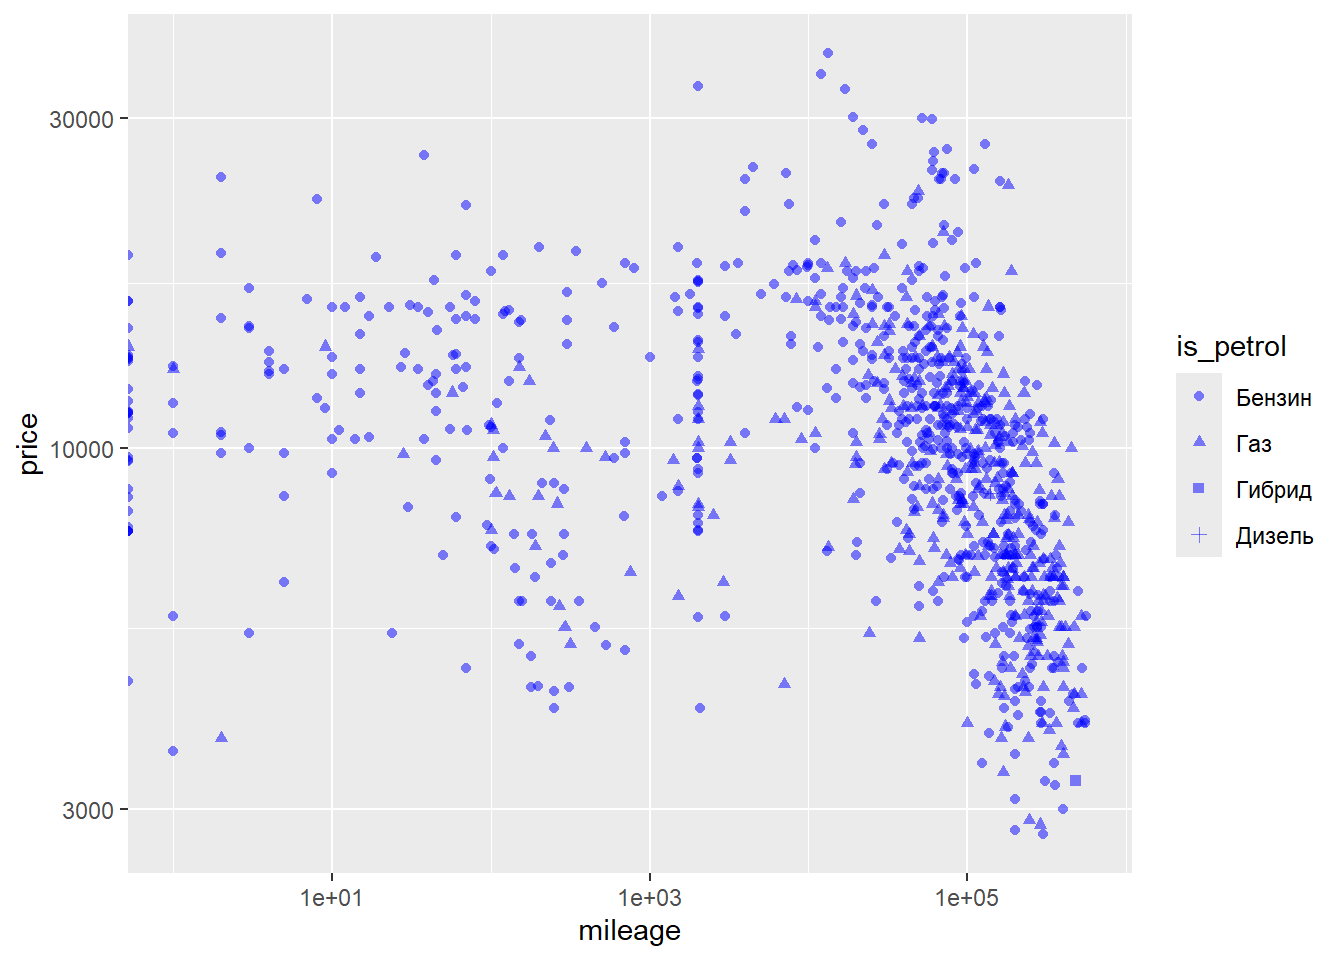 30000
10000
3000
price
1e+01
1e+03
1e+05
mileage
is_petrol
Бензин
Газ
Гибрид
Дизель